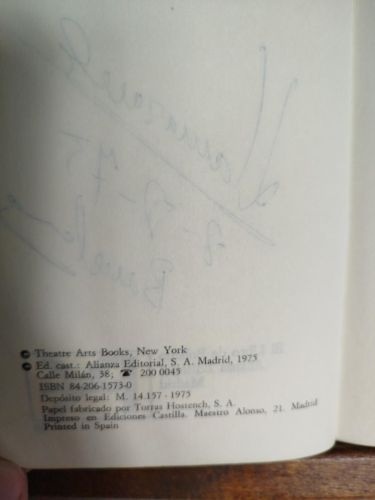 © Theatre Arts Books, New York
© Ed. cast.: Alianza Editorial, S. A. Madrid, 1975
Calle Milán, 38; ☎ 200 0045
ISBN 84-206-1573-0
Depósito legal: M. 14.157 - 1975
Papel fabricado por Torras Hostench, S. A.
Impreso en Ediciones Castilla. Maestro Alonso, 21. Madrid
Printed in Spain